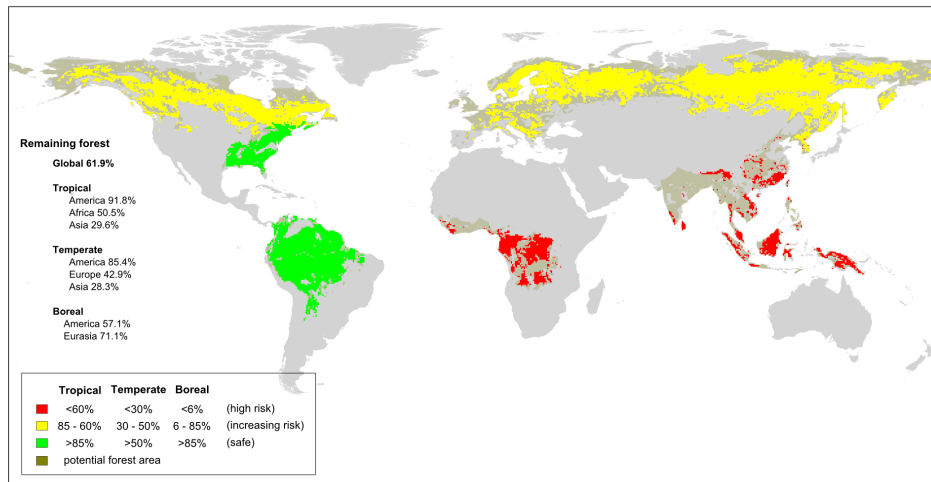 Remaining forest
Global 61.9%
Tropical
America 91.8%
Africa 50.5%
Asia 29.6%
Temperate
America 85.4%
Europe 42.9%
Asia 28.3%
Boreal
America 57.1%
Eurasia 71.1%
Tropical Temperate Boreal
<60% <30% <6% (high risk)
85 - 60% 30 - 50% 6 - 85% (increasing risk)
>85% >50% >85% (safe)
potential forest area